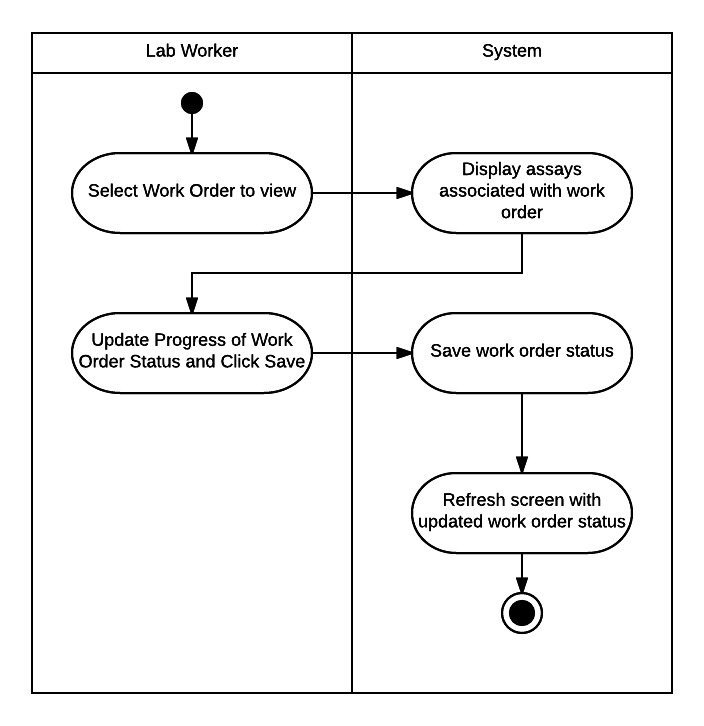 Lab Worker
System
Select Work Order to view
Display assays
associated with work
order
Update Progress of Work
Order Status and Click Save
Save work order status
Refresh screen with
updated work order status